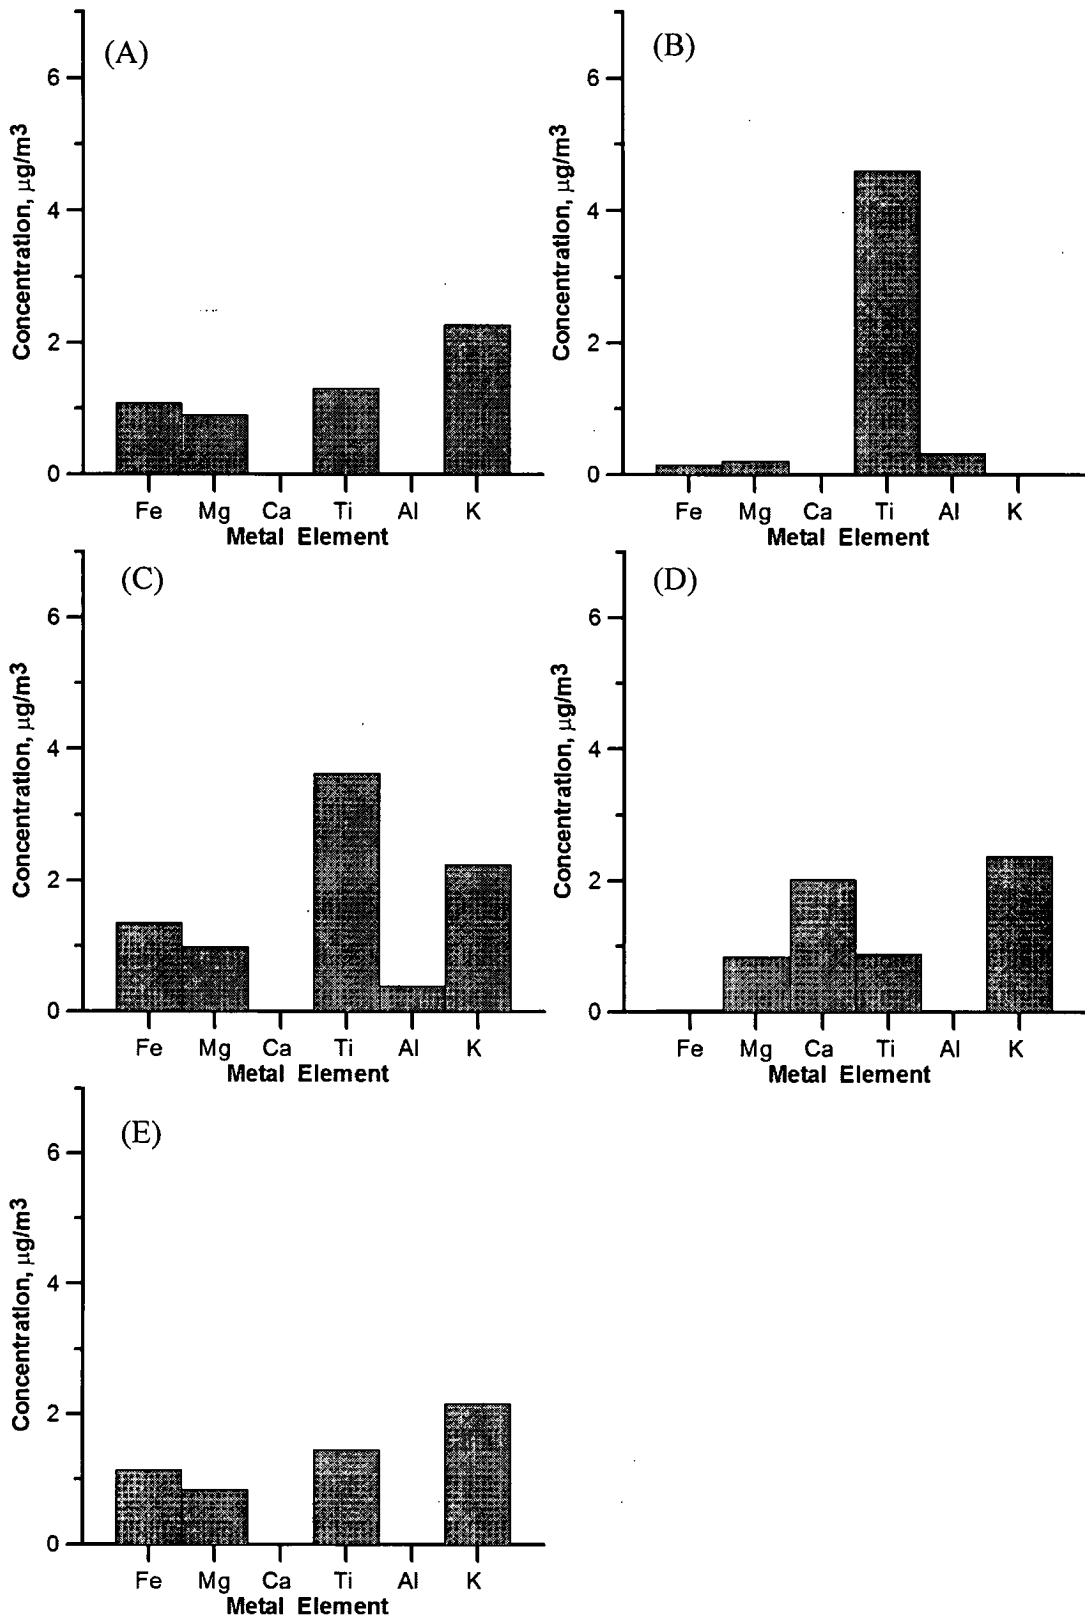 (A)
6
4
2
0
Concentration, µg/m3
Fe Mg Ca Ti Al K
Metal Element
(B)
6
4
2
0
Concentration, µg/m3
Fe Mg Ca Ti Al K
Metal Element
(C)
6
4
2
0
Concentration, µg/m3
Fe Mg Ca Ti Al K
Metal Element
(D)
6
4
2
0
Concentration, µg/m3
Fe Mg Ca Ti Al K
Metal Element
(E)
6
4
2
0
Concentration, µg/m3
Fe Mg Ca Ti Al K
Metal Element